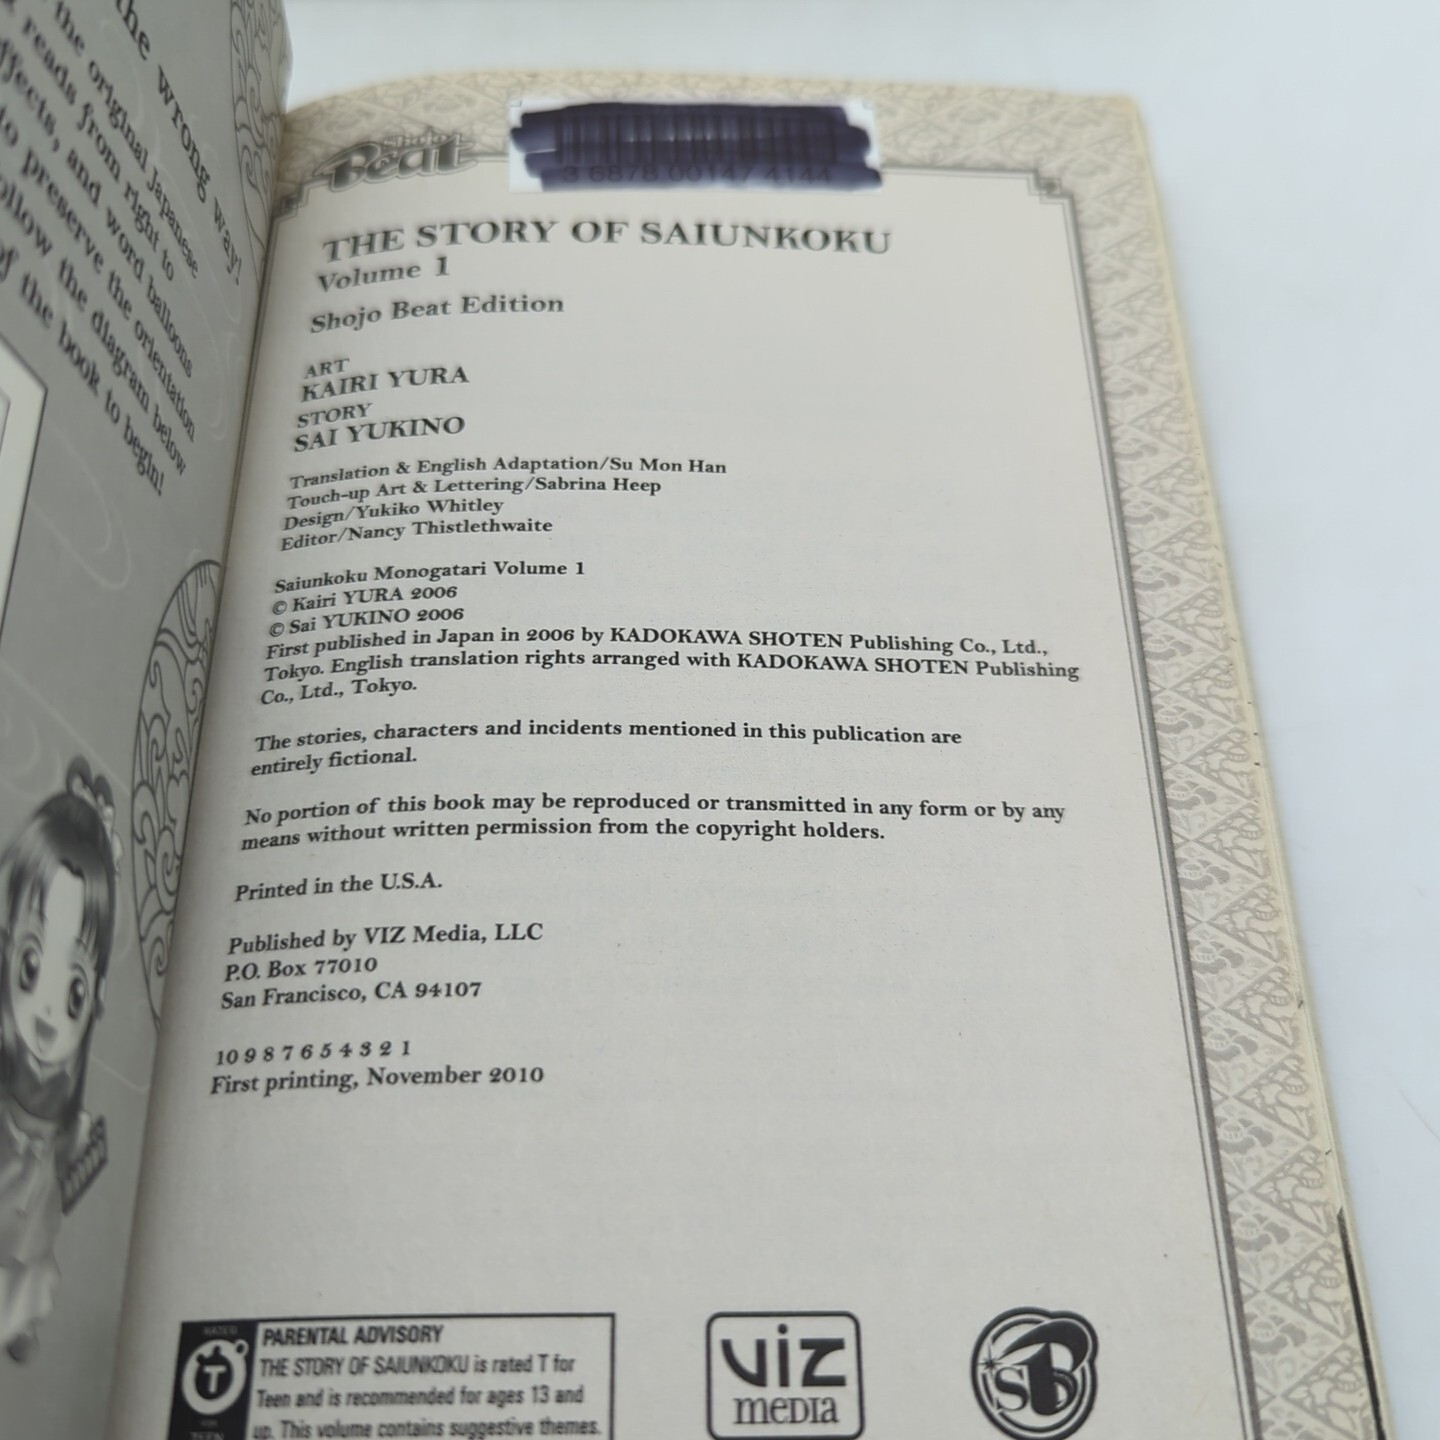 the wrong way!
the original Japanese
reads from right to
and word balloons
to preserve the orientation
follow the diagram below
of the book to begin!
Shojo
Beat
3 6878 00147 4144
THE STORY OF SAIUNKOKU
Volume 1
Shojo Beat Edition
ART
KAIRI YURA
STORY
SAI YUKINO
Translation & English Adaptation/Su Mon Han
Touch-up Art & Lettering/Sabrina Heep
Design/Yukiko Whitley
Editor/Nancy Thistlethwaite
Saiunkoku Monogatari Volume 1
© Kairi YURA 2006
© Sai YUKINO 2006
First published in Japan in 2006 by KADOKAWA SHOTEN Publishing Co., Ltd.,
Tokyo. English translation rights arranged with KADOKAWA SHOTEN Publishing
Co., Ltd., Tokyo.
The stories, characters and incidents mentioned in this publication are
entirely fictional.
No portion of this book may be reproduced or transmitted in any form or by any
means without written permission from the copyright holders.
Printed in the U.S.A.
Published by VIZ Media, LLC
P.O. Box 77010
San Francisco, CA 94107
10 9 8 7 6 5 4 3 2 1
First printing, November 2010
RATED
T
FOR
TEEN
PARENTAL ADVISORY
THE STORY OF SAIUNKOKU is rated T for
Teen and is recommended for ages 13 and
up. This volume contains suggestive themes.
VIZ
MEDIA
SB